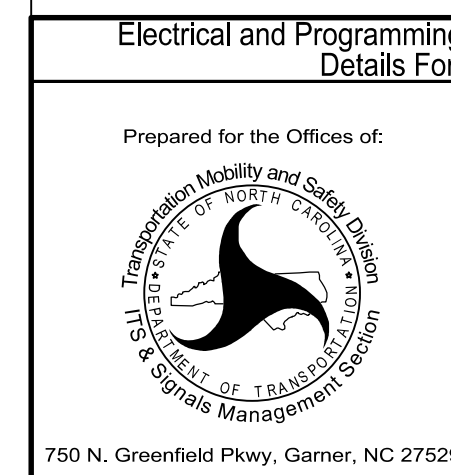 Electrical and Programming
Details For
Prepared for the Offices of:
Transportation Mobility and Safety Division
STATE OF NORTH CAROLINA
DEPARTMENT OF TRANSPORTATION
ITS & Signals Management Section
750 N. Greenfield Pkwy, Garner, NC 27529